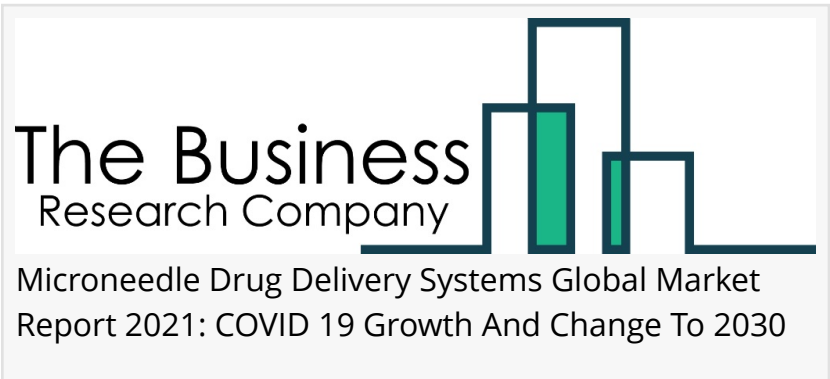 The Business
Research Company
Microneedle Drug Delivery Systems Global Market
Report 2021: COVID 19 Growth And Change To 2030